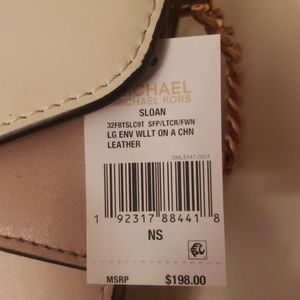 MICHAEL
MICHAEL KORS
SLOAN
32F8TSLC9T SFP/LTCR/FWN
LG ENV WLLT ON A CHN
LEATHER
1 92317 88441 8
NS
MSRP $198.00